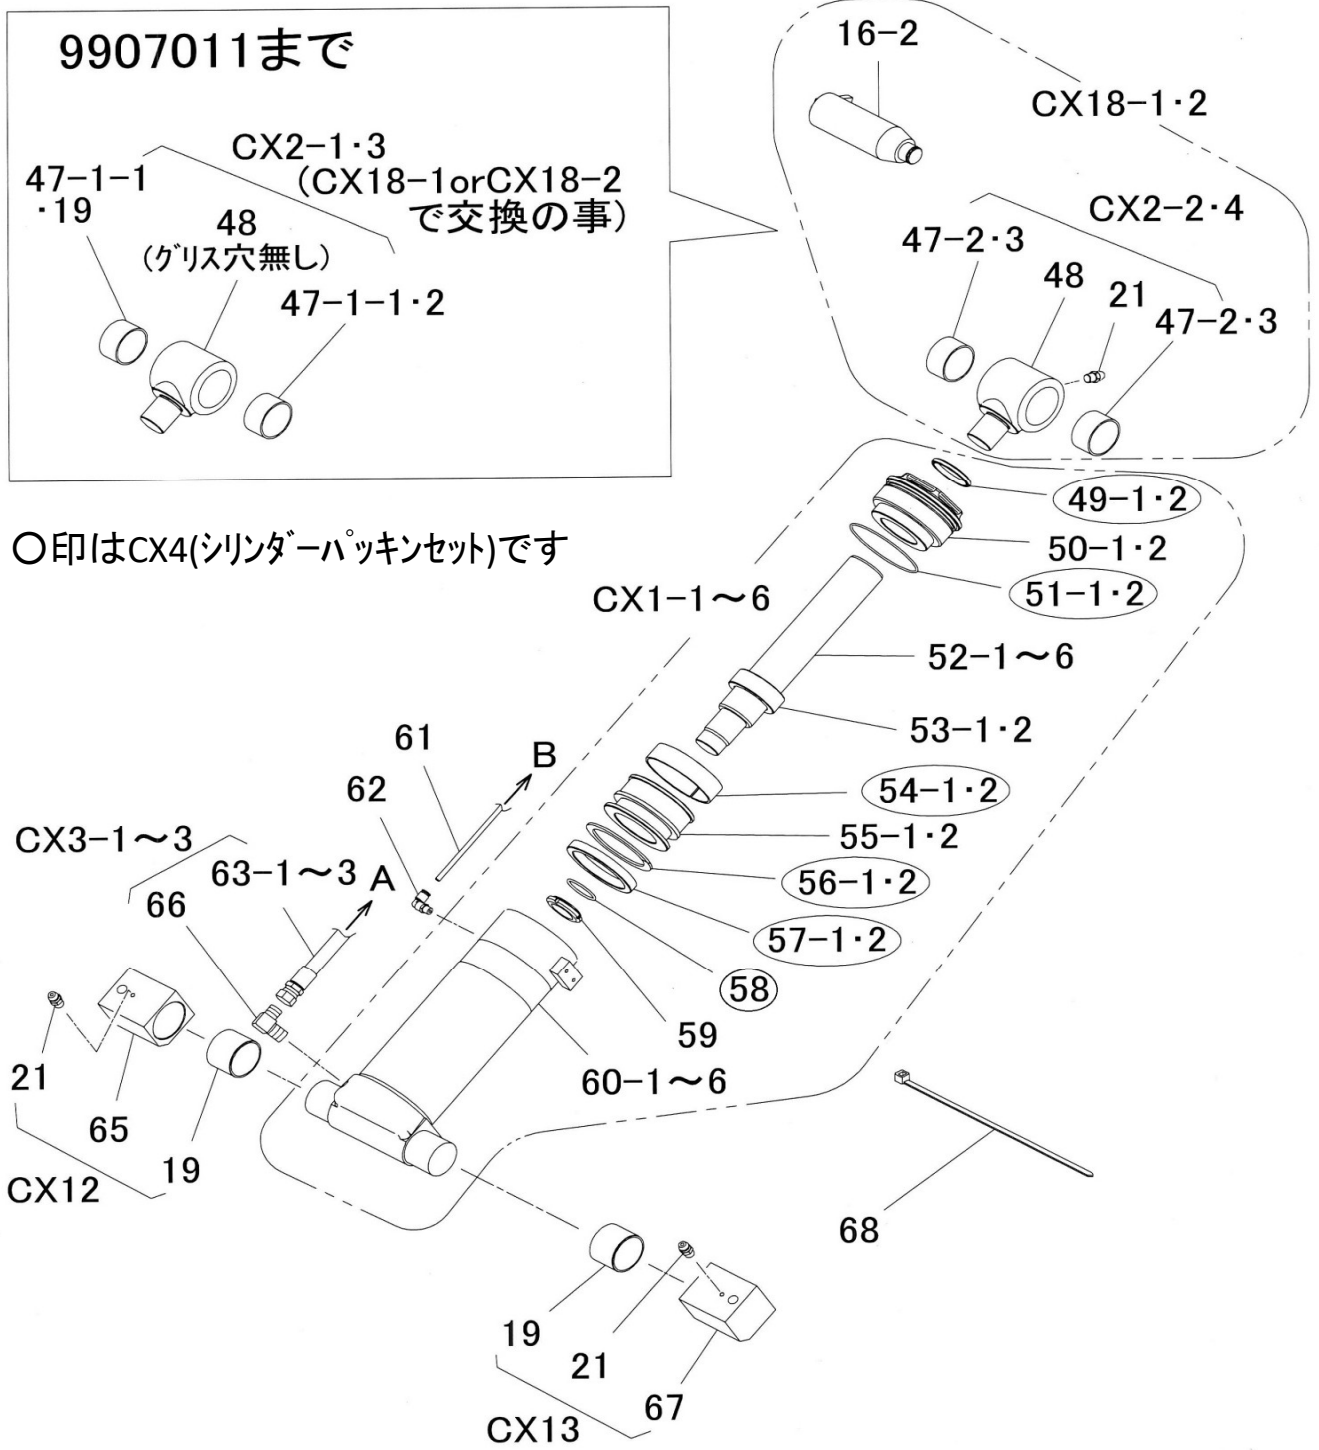 9907011まで
CX2-1・3
(CX18-1orCX18-2
で交換の事)
47-1-1
・19
48
(グリス穴無し)
47-1-1・2
16-2
CX18-1・2
CX2-2・4
47-2・3
48
21
47-2・3
49-1・2
50-1・2
51-1・2
○印はCX4(シリンダーパッキンセット)です
CX1-1～6
52-1～6
53-1・2
54-1・2
55-1・2
56-1・2
57-1・2
58
59
60-1～6
61
B
62
CX3-1～3
63-1～3
A
66
21
65
19
CX12
68
19
21
67
CX13